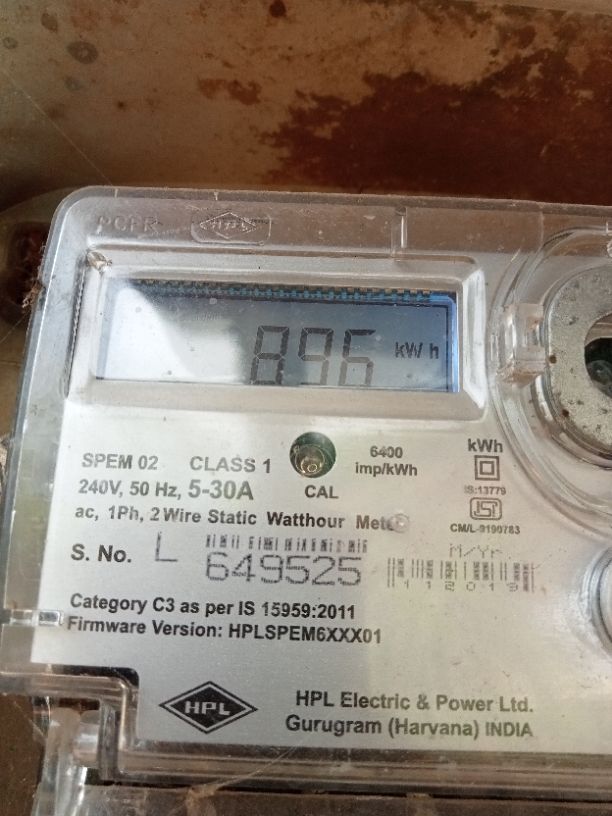 HPL
896 kWh
SPEM 02 CLASS 1 6400 imp/kWh kWh
240V, 50 Hz, 5-30A CAL IS:13779
ac, 1Ph, 2 Wire Static Watthour Meter CM/L-9190783
S. No. L 649525 M/Yr 112019
Category C3 as per IS 15959:2011
Firmware Version: HPLSPEM6XXX01
HPL HPL Electric & Power Ltd.
Gurugram (Haryana) INDIA